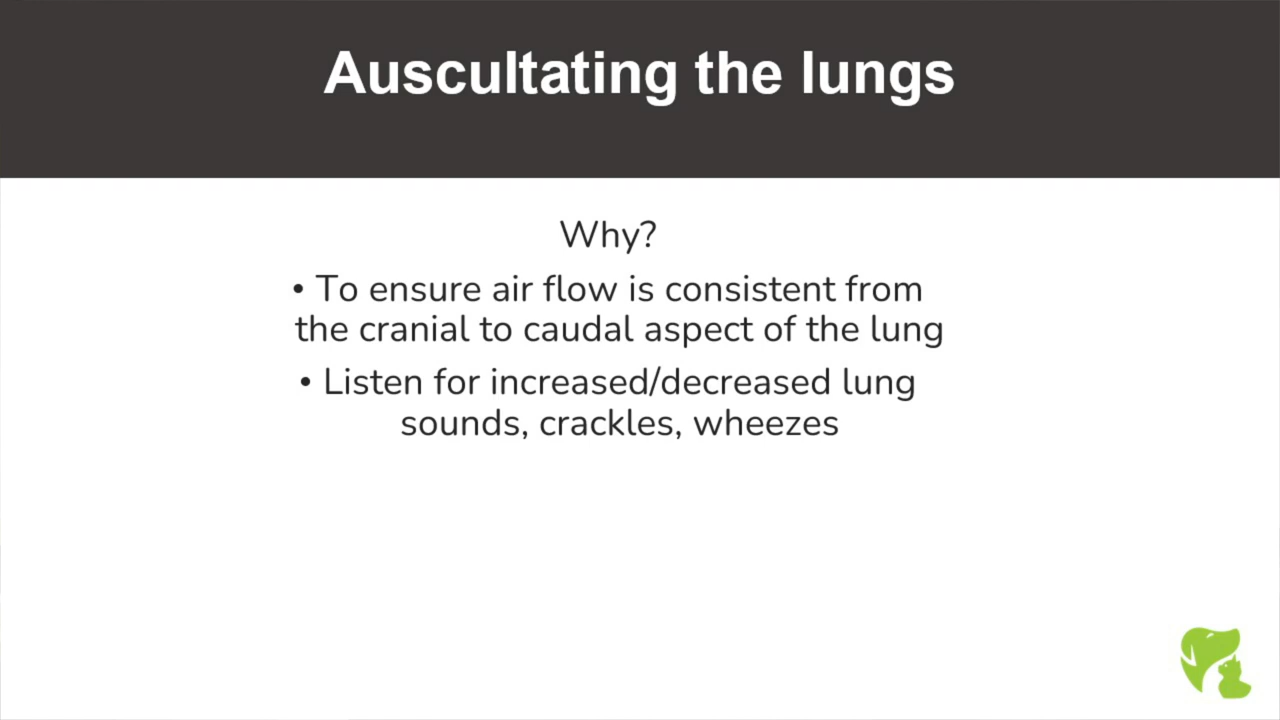 Auscultating the lungs
Why?
• To ensure air flow is consistent from
the cranial to caudal aspect of the lung
• Listen for increased/decreased lung
sounds, crackles, wheezes